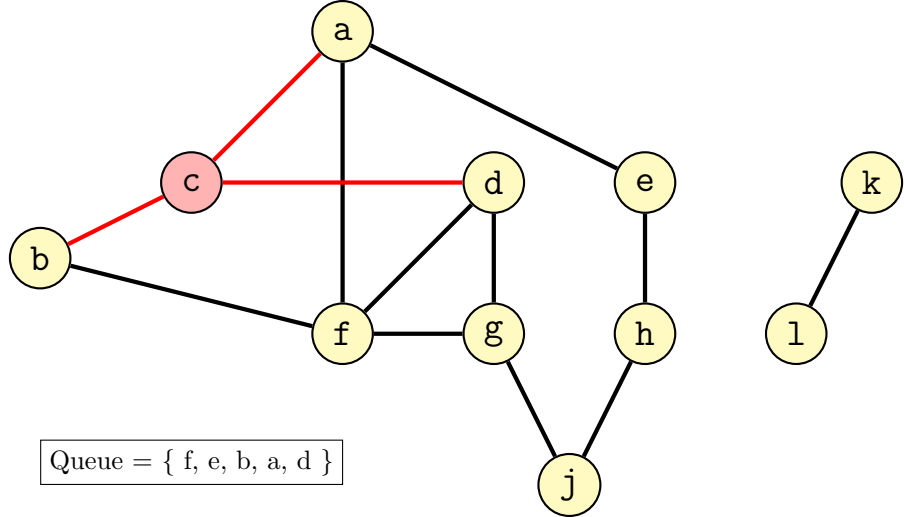 a
c
d
e
k
b
f
g
h
l
j
Queue = { f, e, b, a, d }